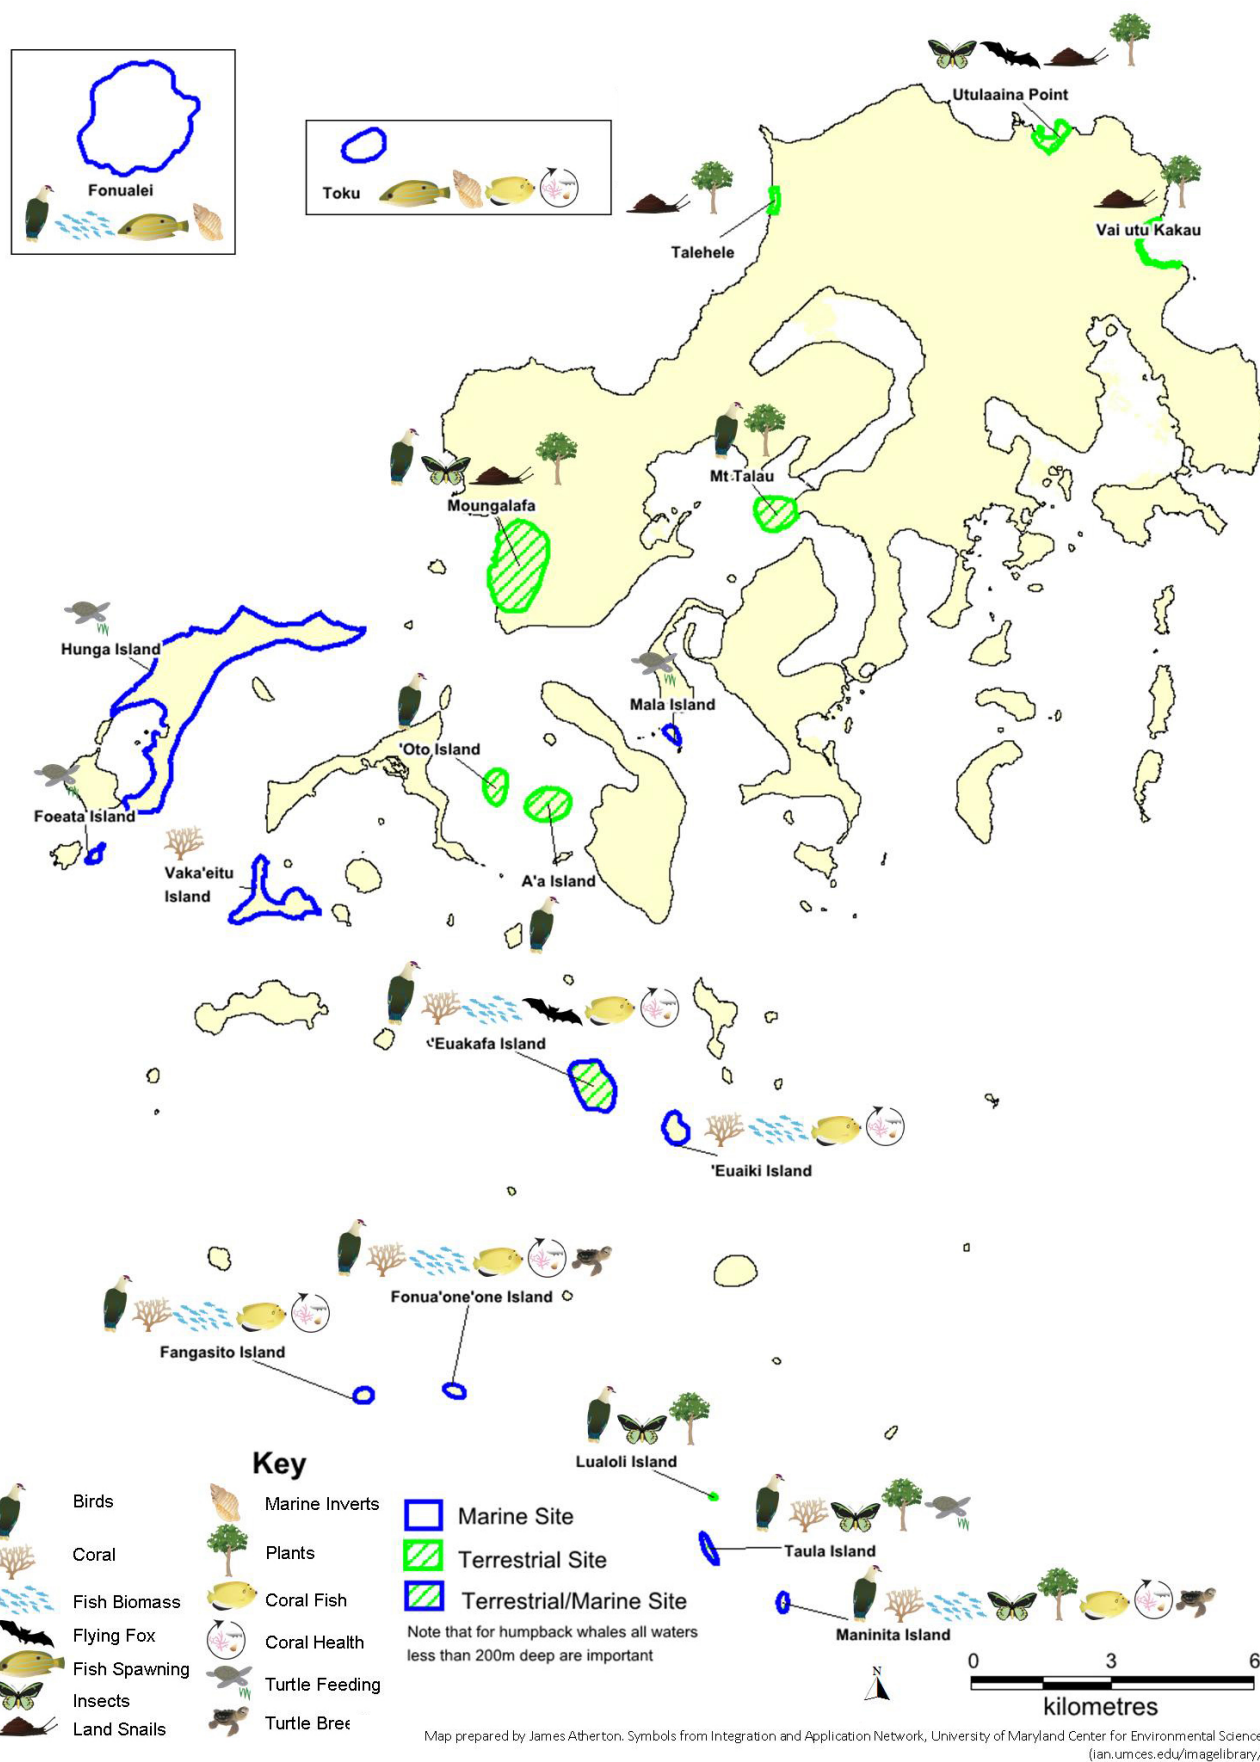 Utulaaina Point
Fonualei
Toku
Talehele
Vai utu Kakau
Mt Talau
Moungalafa
Hunga Island
Mala Island
'Oto Island
Foeata Island
Vaka'eitu
Island
A'a Island
'Euakafa Island
'Euaiki Island
Fonua'one'one Island
Fangasito Island
Lualoli Island
Taula Island
Maninita Island
Key
Birds
Coral
Fish Biomass
Flying Fox
Fish Spawning
Insects
Land Snails
Marine Inverts
Plants
Coral Fish
Coral Health
Turtle Feeding
Turtle Bree
Marine Site
Terrestrial Site
Terrestrial/Marine Site
Note that for humpback whales all waters
less than 200m deep are important
N
0 3 6
kilometres
Map prepared by James Atherton. Symbols from Integration and Application Network, University of Maryland Center for Environmental Science
(ian.umces.edu/imagelibrary